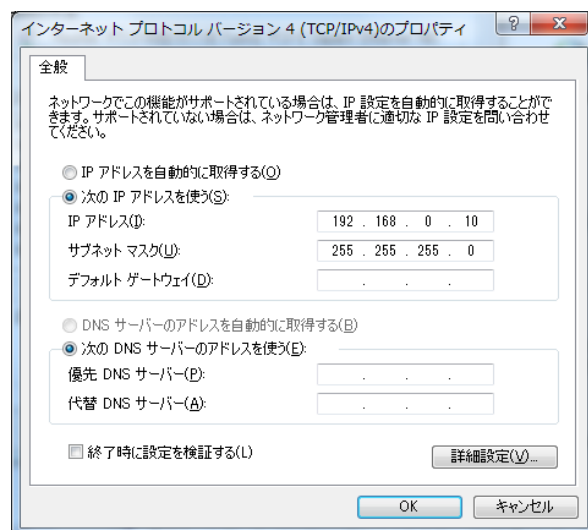 インターネット プロトコル バージョン 4 (TCP/IPv4)のプロパティ
全般
ネットワークでこの機能がサポートされている場合は、IP 設定を自動的に取得することがで
きます。サポートされていない場合は、ネットワーク管理者に適切な IP 設定を問い合わせ
てください。
IP アドレスを自動的に取得する(O)
次の IP アドレスを使う(S):
IP アドレス(I): 192 . 168 . 0 . 10
サブネット マスク(U): 255 . 255 . 255 . 0
デフォルト ゲートウェイ(D): . . .
DNS サーバーのアドレスを自動的に取得する(B)
次の DNS サーバーのアドレスを使う(E):
優先 DNS サーバー(P): . . .
代替 DNS サーバー(A): . . .
終了時に設定を検証する(L)
詳細設定(V)...
OK キャンセル